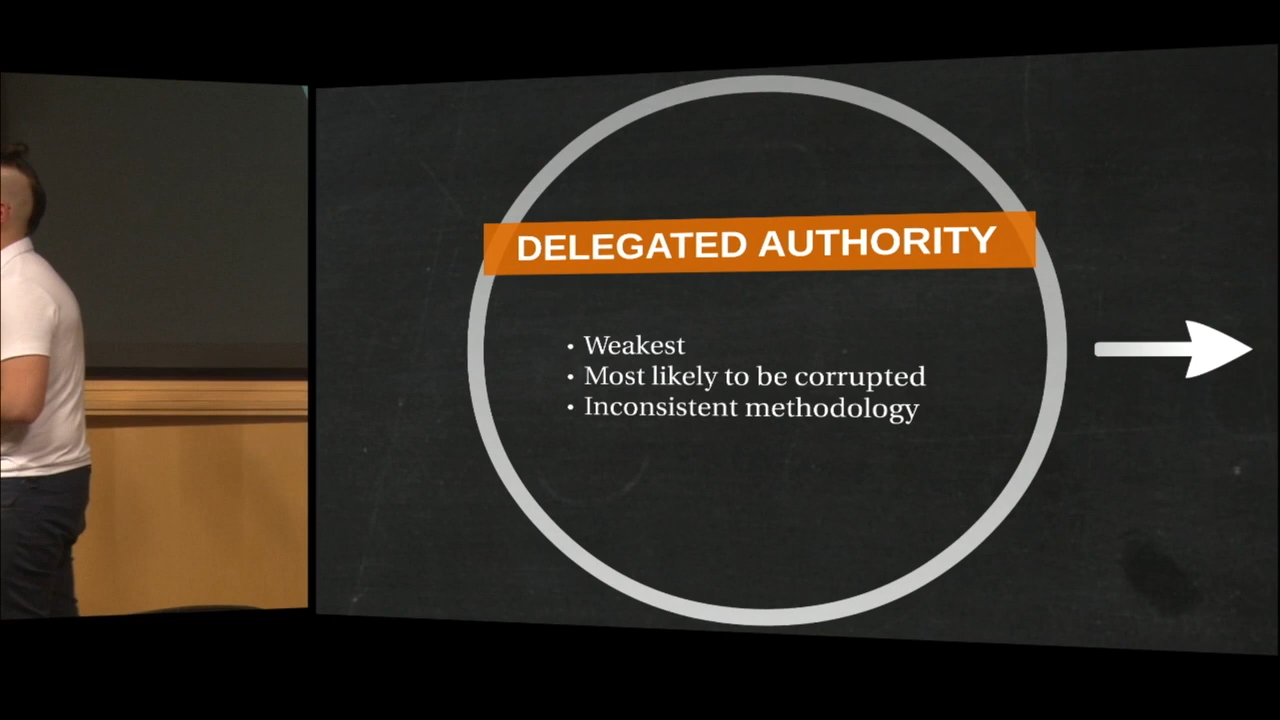 DELEGATED AUTHORITY
• Weakest
• Most likely to be corrupted
• Inconsistent methodology